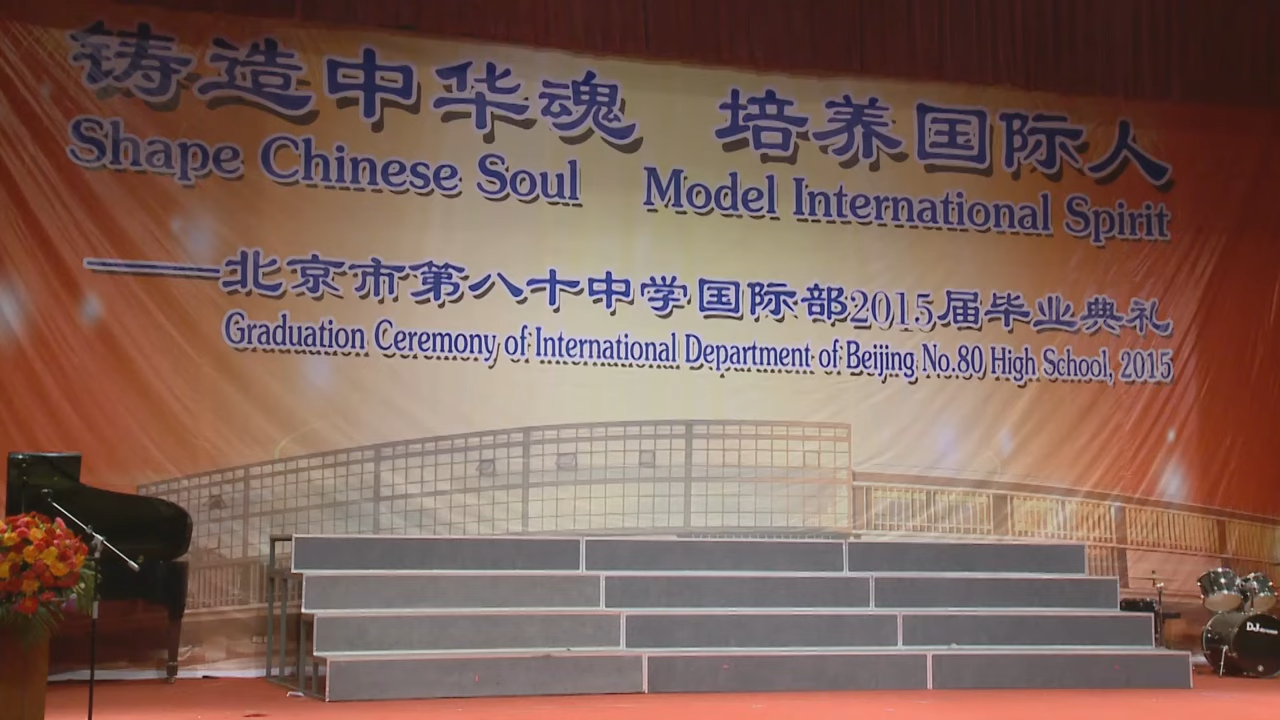 铸造中华魂 培养国际人
Shape Chinese Soul Model International Spirit
——北京市第八十中学国际部2015届毕业典礼
Graduation Ceremony of International Department of Beijing No.80 High School, 2015
DJ